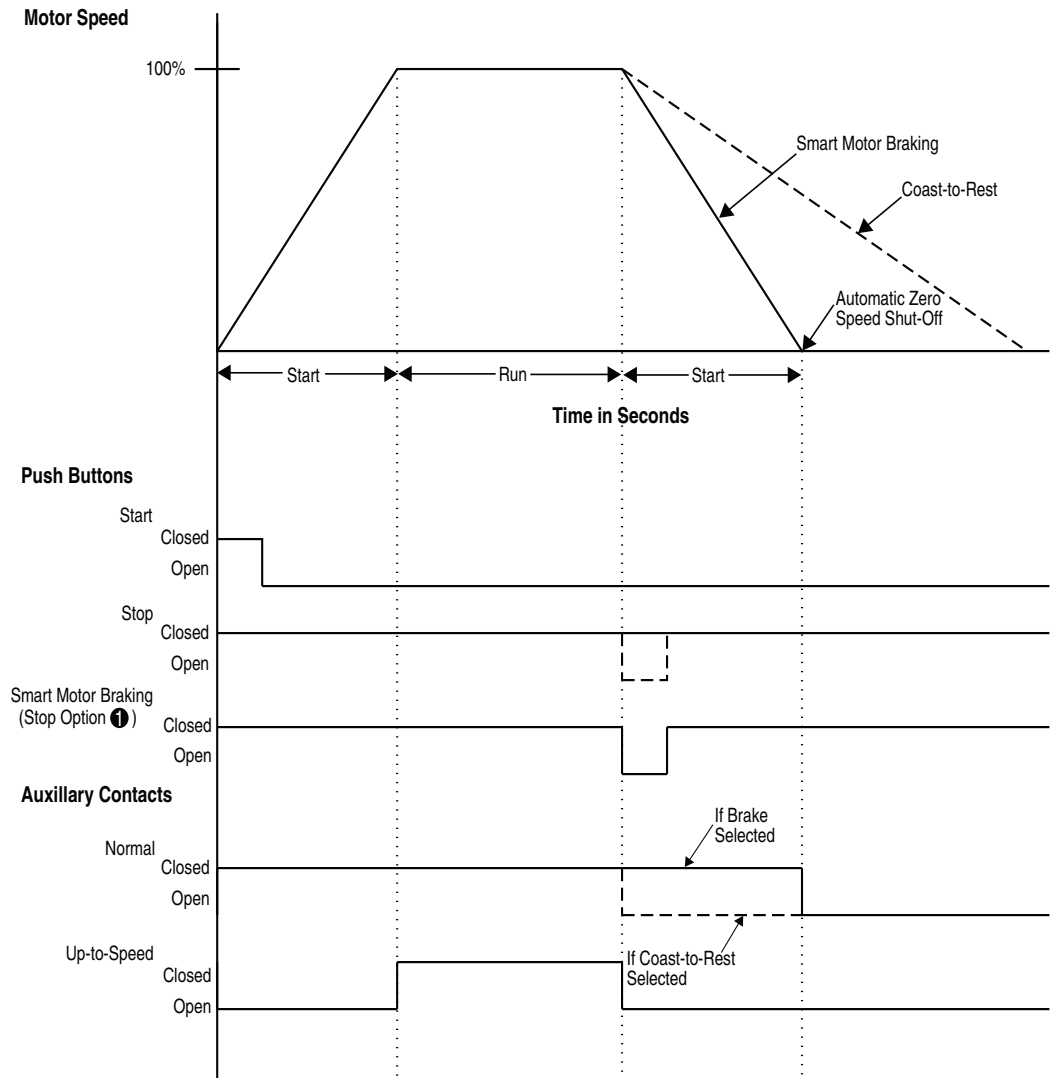 Motor Speed
100%
Smart Motor Braking
Coast-to-Rest
Automatic Zero
Speed Shut-Off
Start
Run
Start
Time in Seconds
Push Buttons
Start
Closed
Open
Stop
Closed
Open
Smart Motor Braking
(Stop Option ❶)
Closed
Open
Auxillary Contacts
If Brake
Selected
Normal
Closed
Open
Up-to-Speed
If Coast-to-Rest
Selected
Closed
Open